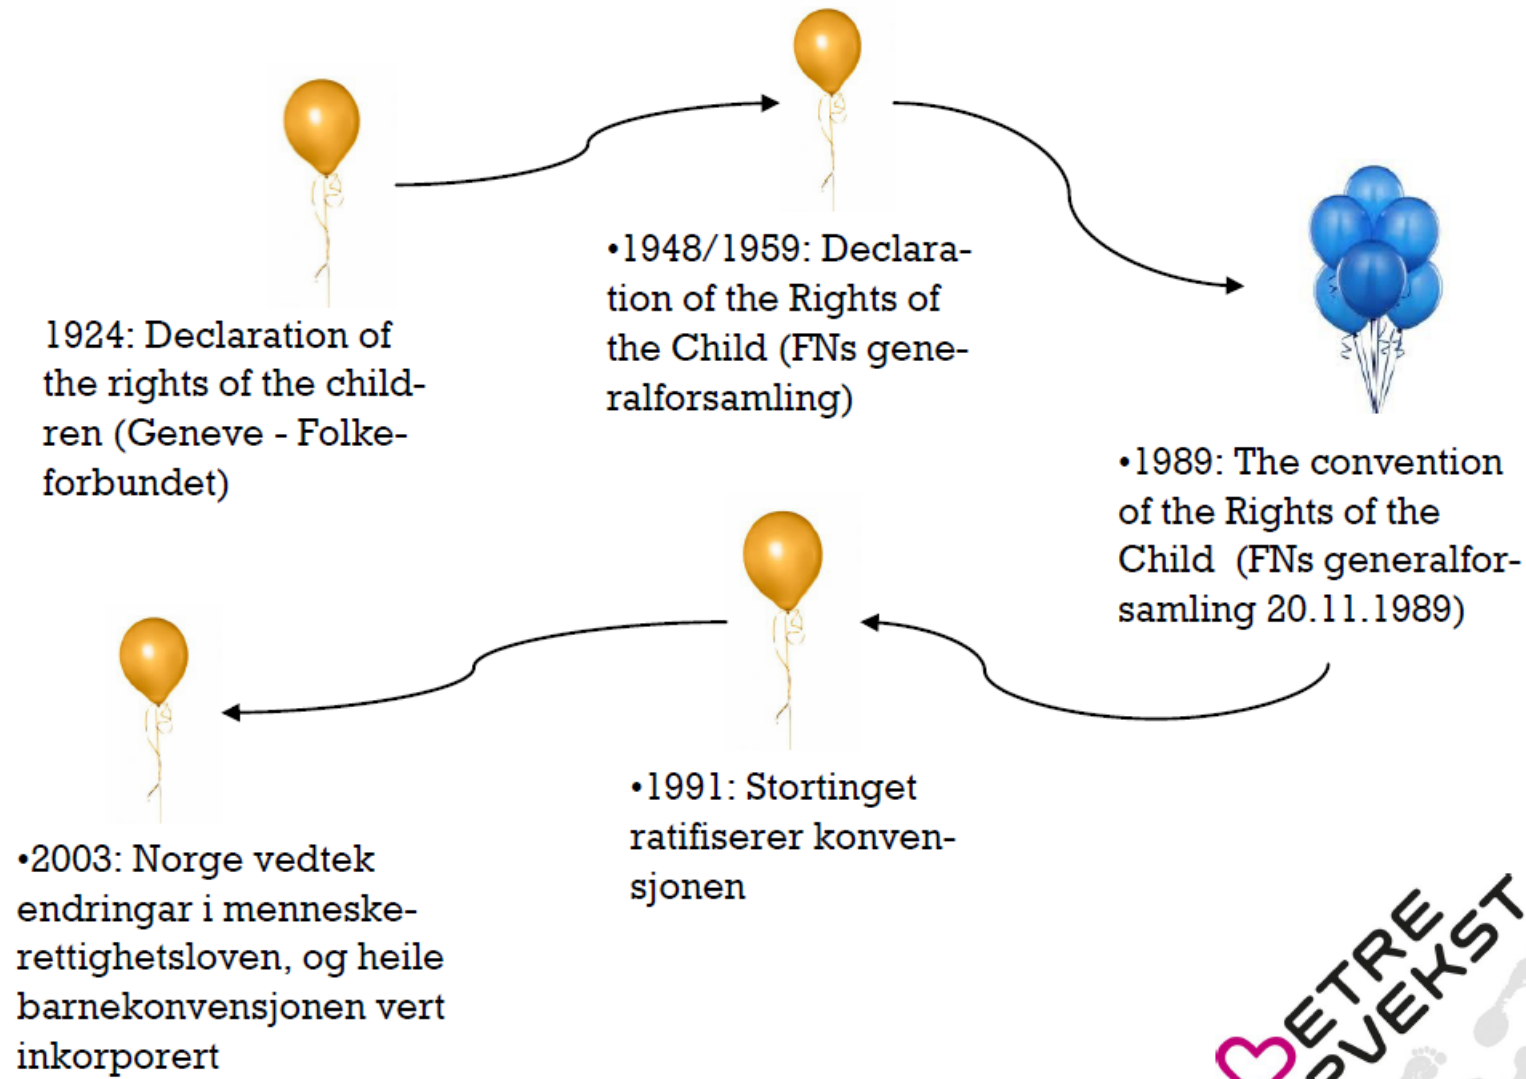 1924: Declaration of
the rights of the child-
ren (Geneve - Folke-
forbundet)
•1948/1959: Declara-
tion of the Rights of
the Child (FNs gene-
ralforsamling)
•1989: The convention
of the Rights of the
Child (FNs generalfor-
samling 20.11.1989)
•1991: Stortinget
ratifiserer konven-
sjonen
•2003: Norge vedtek
endringar i menneske-
rettighetsloven, og heile
barnekonvensjonen vert
inkorporert
ETRE
PVEKST